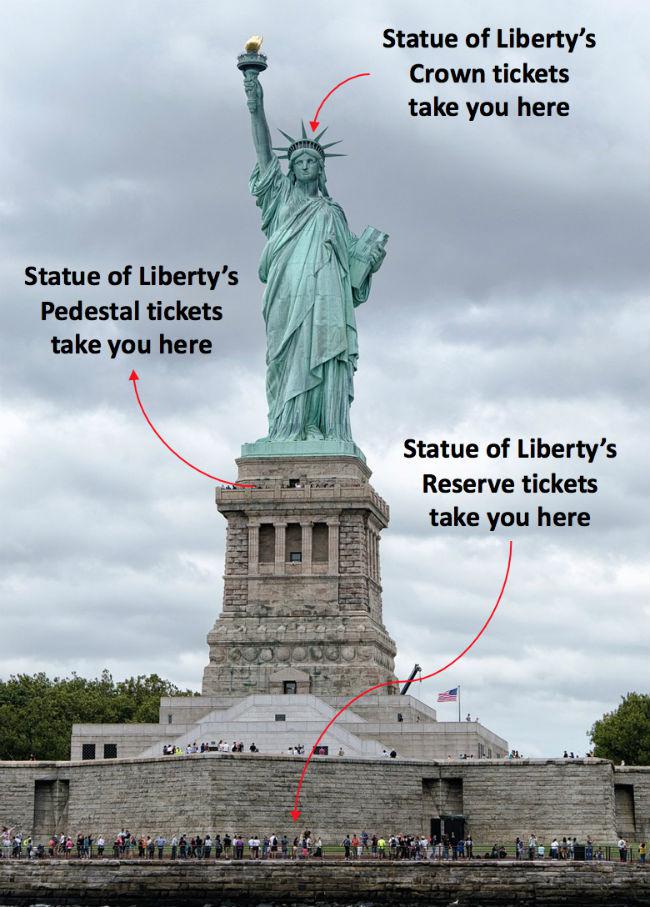 Statue of Liberty’s
Crown tickets
take you here
Statue of Liberty’s
Pedestal tickets
take you here
Statue of Liberty’s
Reserve tickets
take you here